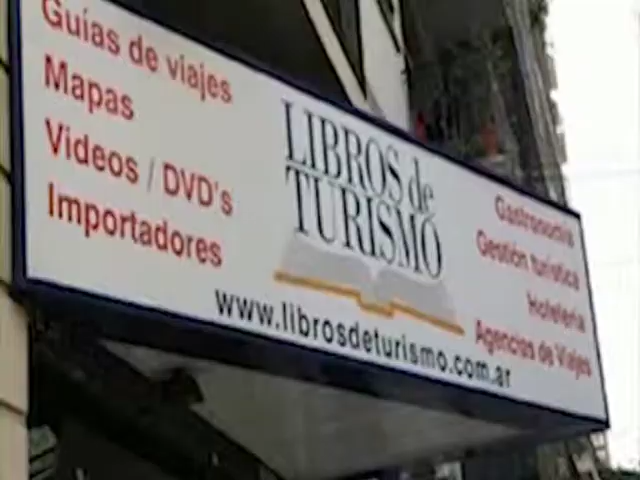 Guías de viajes
Mapas
Videos / DVD's
Importadores
LIBROS de
TURISMO
www.librosdeturismo.com.ar
Gastronomía
Gestión turística
Hotelería
Agencias de Viajes